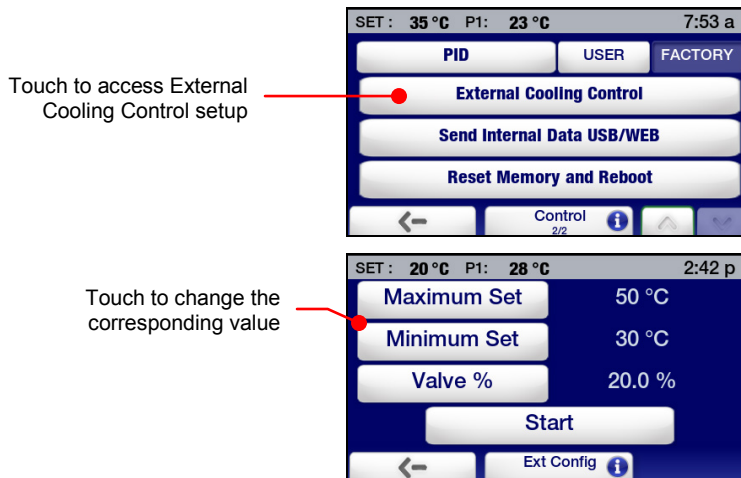 SET : 35 °C P1: 23 °C 7:53 a
PID USER FACTORY
Touch to access External
Cooling Control setup
External Cooling Control
Send Internal Data USB/WEB
Reset Memory and Reboot
Control
2/2
SET : 20 °C P1: 28 °C 2:42 p
Touch to change the
corresponding value
Maximum Set 50 °C
Minimum Set 30 °C
Valve % 20.0 %
Start
Ext Config